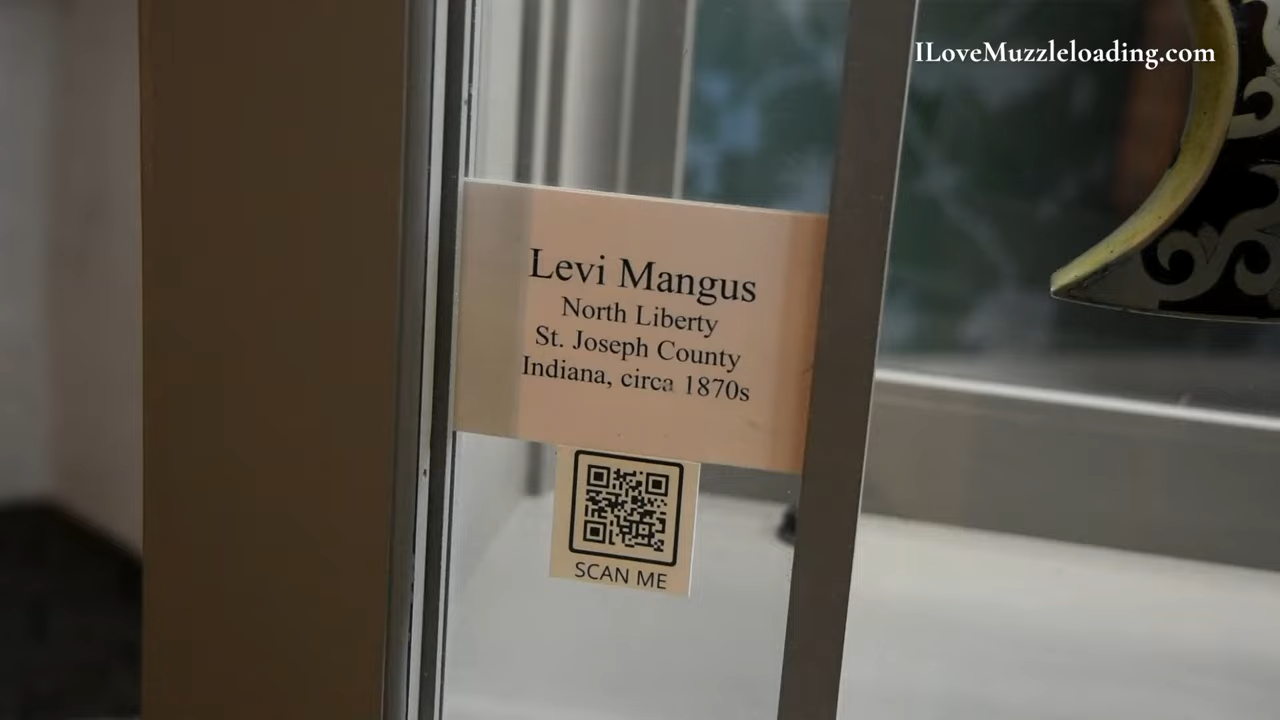 ILoveMuzzleloading.com
Levi Mangus
North Liberty
St. Joseph County
Indiana, circa 1870s
SCAN ME